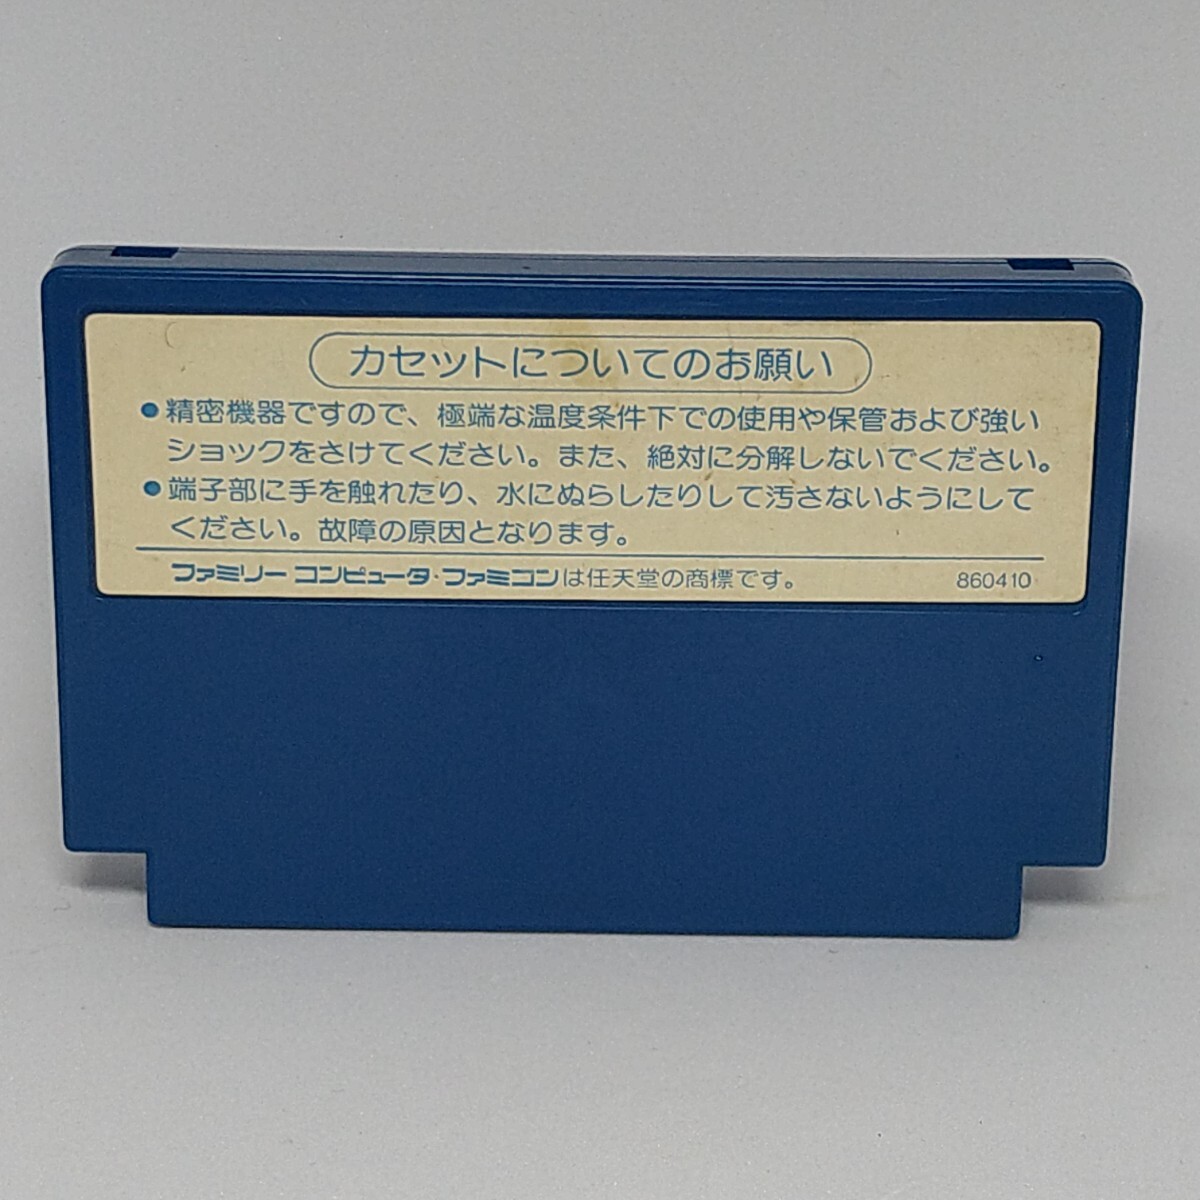 カセットについてのお願い
●精密機器ですので、極端な温度条件下での使用や保管および強い
ショックをさけてください。また、絶対に分解しないでください。
●端子部に手を触れたり、水にぬらしたりして汚さないようにして
ください。故障の原因となります。
ファミリーコンピュータ・ファミコンは任天堂の商標です。 860410